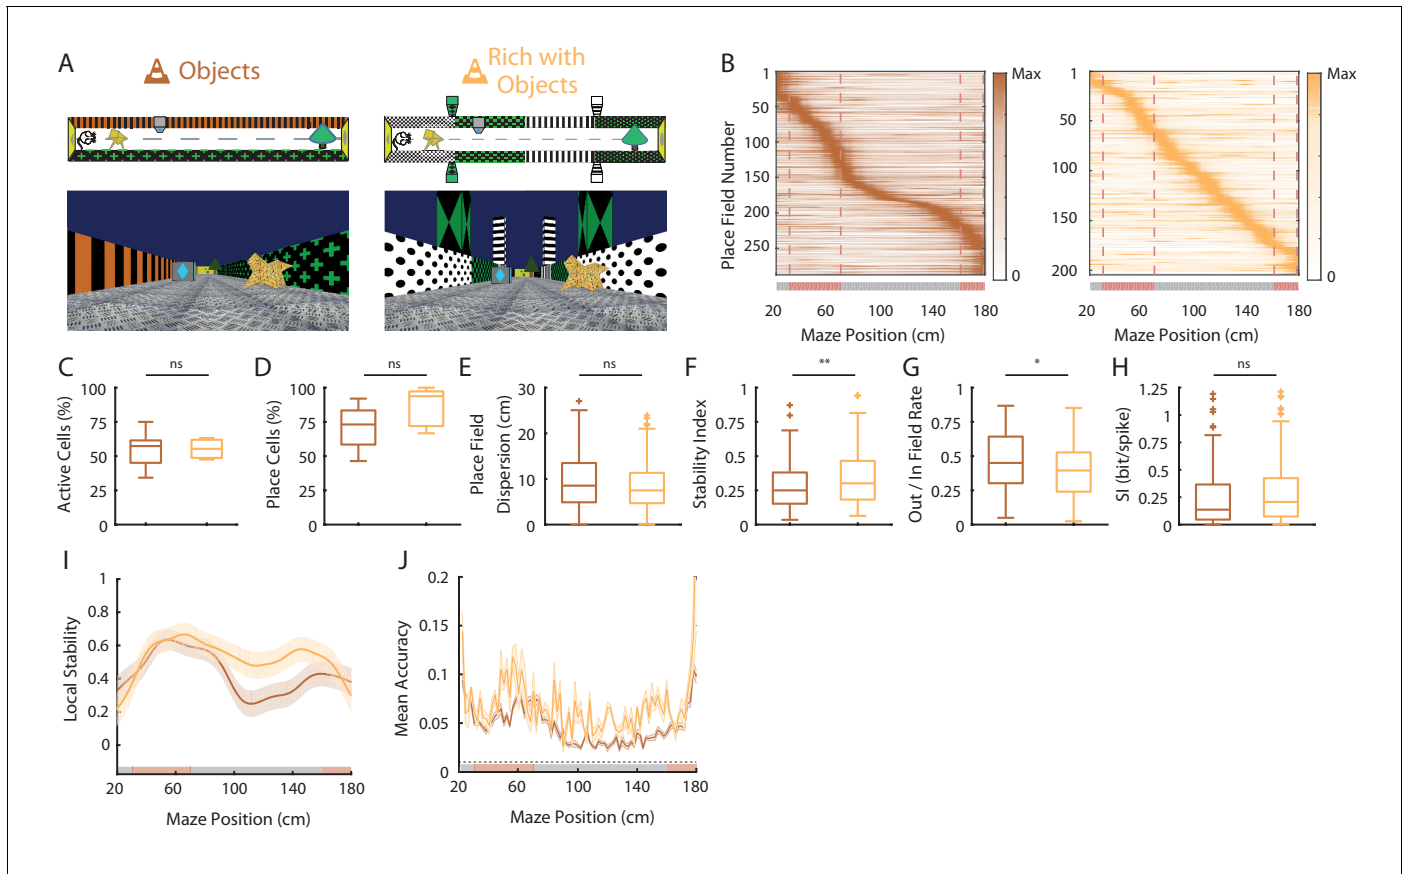 A
Objects
Rich with
Objects
B
Place Field Number
1
50
100
150
200
250
20
60
100
140
180
Maze Position (cm)
Max
0
1
50
100
150
200
20
60
100
140
180
Maze Position (cm)
Max
0
C
ns
Active Cells (%)
100
75
50
25
0
D
ns
Place Cells (%)
100
75
50
25
0
E
ns
Place Field
Dispersion (cm)
30
20
10
0
F
**
Stability Index
1
0.75
0.5
0.25
0
G
*
Out / In Field Rate
1
0.75
0.5
0.25
0
H
ns
SI (bit/spike)
1.25
1
0.75
0.5
0.25
0
I
Local Stability
1
0.8
0.6
0.4
0.2
0
20
60
100
140
180
Maze Position (cm)
J
Mean Accuracy
0.2
0.15
0.1
0.05
0
20
60
100
140
180
Maze Position (cm)